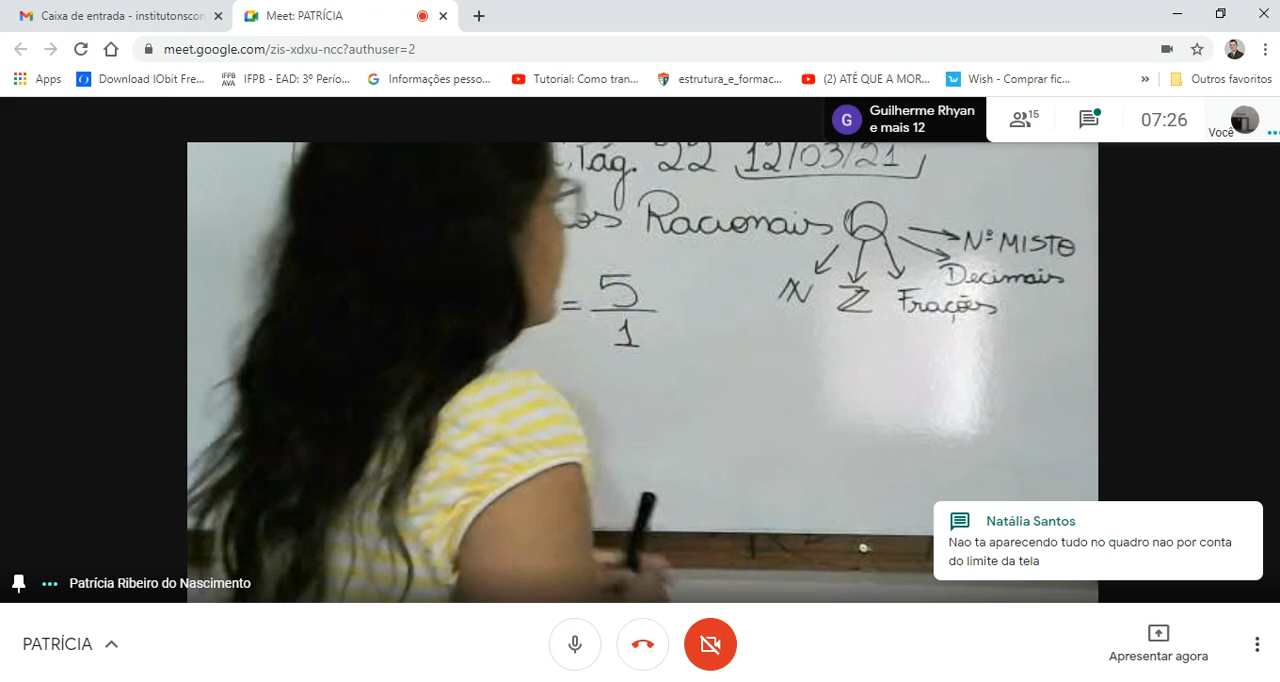 Caixa de entrada - institutonscon
Meet: PATRÍCIA
meet.google.com/zis-xdxu-ncc?authuser=2
Apps
Download IObit Fre...
IFPB AVA
IFPB - EAD: 3º Perío...
Informações pesso...
Tutorial: Como tran...
estrutura_e_formac...
(2) ATÉ QUE A MOR...
Wish - Comprar fic...
»
Outros favoritos
G
Guilherme Rhyan
e mais 12
15
07:26
Você
Pág. 22 12/03/21
os Racionais Q
Nº MISTO
Decimais
N Z Frações
= 5/1
Natália Santos
Nao ta aparecendo tudo no quadro nao por conta
do limite da tela
Patrícia Ribeiro do Nascimento
PATRÍCIA
Apresentar agora